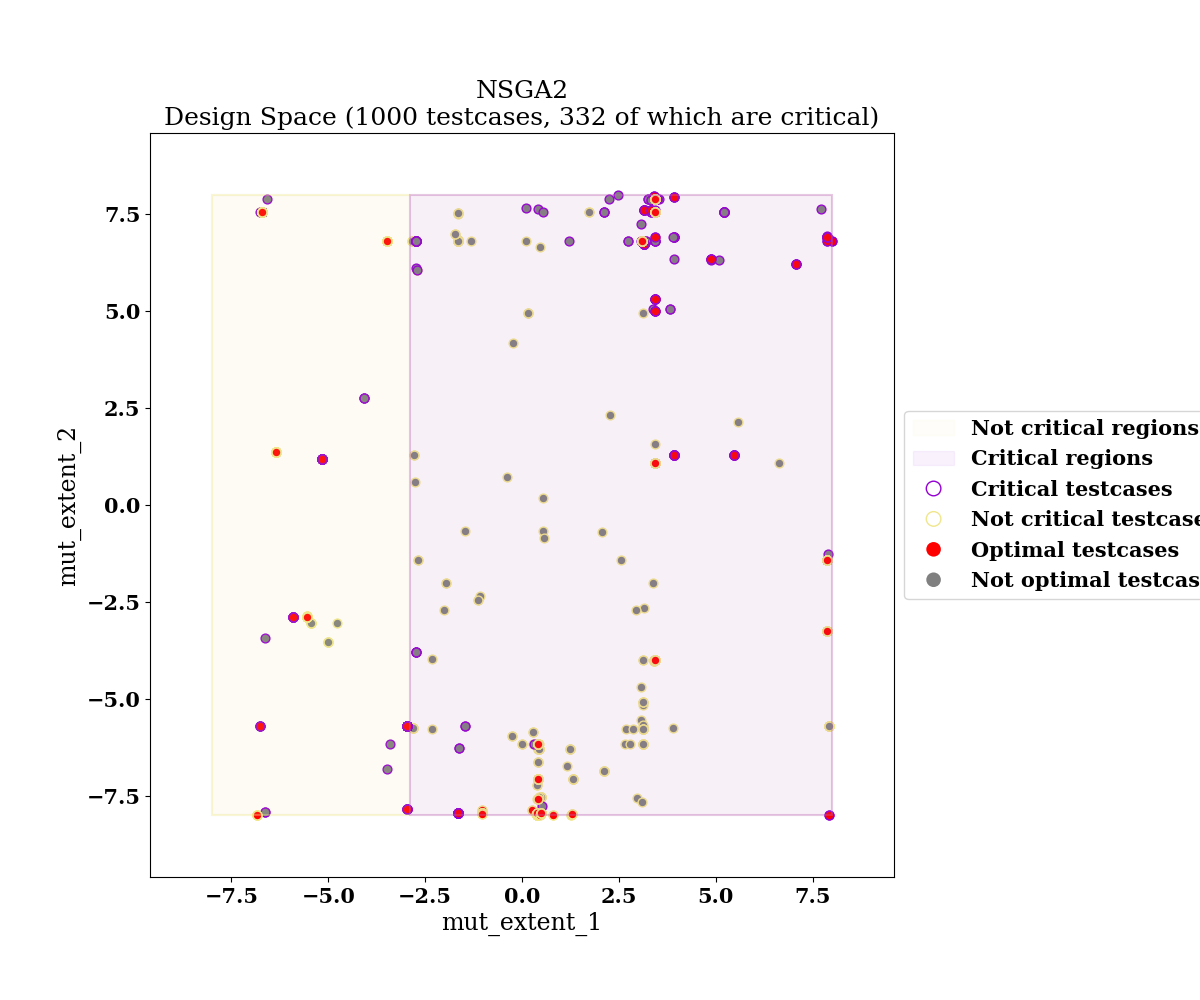 NSGA2
Design Space (1000 testcases, 332 of which are critical)
mut_extent_2
7.5
5.0
2.5
0.0
−2.5
−5.0
−7.5
−7.5 −5.0 −2.5 0.0 2.5 5.0 7.5
mut_extent_1
Not critical regions
Critical regions
Critical testcases
Not critical testcase
Optimal testcases
Not optimal testcas